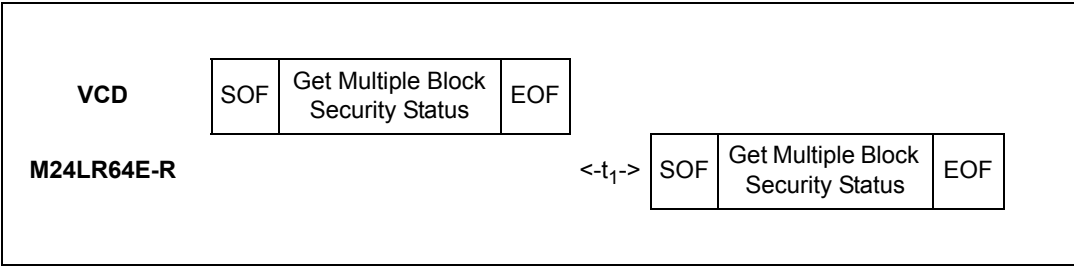 VCD SOF Get Multiple Block Security Status EOF
M24LR64E-R <-t₁-> SOF Get Multiple Block Security Status EOF